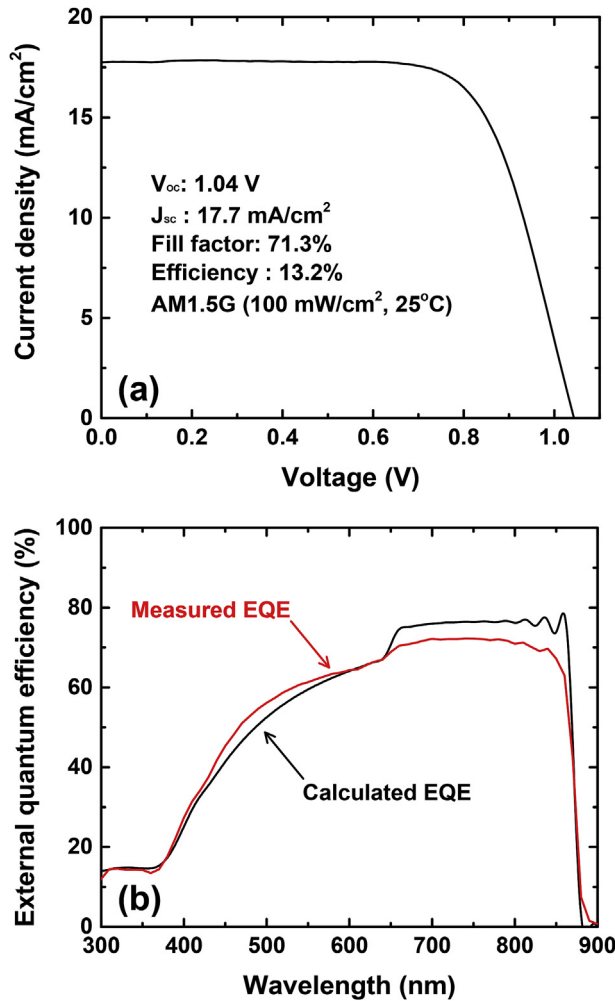 20
15
10
5
0
Current density (mA/cm²)
Voc: 1.04 V
Jsc : 17.7 mA/cm²
Fill factor: 71.3%
Efficiency : 13.2%
AM1.5G (100 mW/cm², 25°C)
(a)
0.0 0.2 0.4 0.6 0.8 1.0
Voltage (V)
100
80
60
40
20
0
External quantum efficiency (%)
Measured EQE
Calculated EQE
(b)
300 400 500 600 700 800 900
Wavelength (nm)